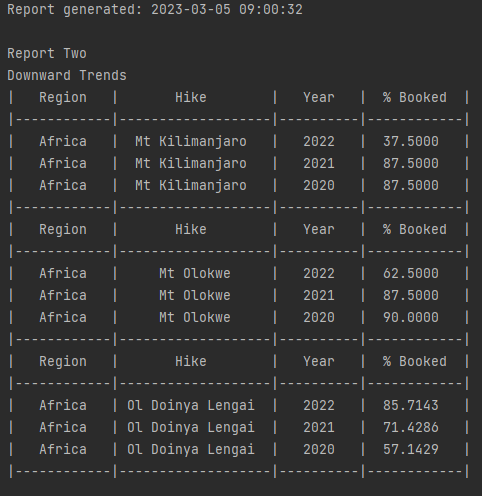 Report generated: 2023-03-05 09:00:32

Report Two
Downward Trends
|   Region   |       Hike        |   Year   |  % Booked  |
|------------|-------------------|----------|------------|
|   Africa   |  Mt Kilimanjaro   |   2022   |  37.5000   |
|   Africa   |  Mt Kilimanjaro   |   2021   |  87.5000   |
|   Africa   |  Mt Kilimanjaro   |   2020   |  87.5000   |
|------------|-------------------|----------|------------|
|   Region   |       Hike        |   Year   |  % Booked  |
|------------|-------------------|----------|------------|
|   Africa   |     Mt Olokwe     |   2022   |  62.5000   |
|   Africa   |     Mt Olokwe     |   2021   |  87.5000   |
|   Africa   |     Mt Olokwe     |   2020   |  90.0000   |
|------------|-------------------|----------|------------|
|   Region   |       Hike        |   Year   |  % Booked  |
|------------|-------------------|----------|------------|
|   Africa   | Ol Doinya Lengai  |   2022   |  85.7143   |
|   Africa   | Ol Doinya Lengai  |   2021   |  71.4286   |
|   Africa   | Ol Doinya Lengai  |   2020   |  57.1429   |
|------------|-------------------|----------|------------|